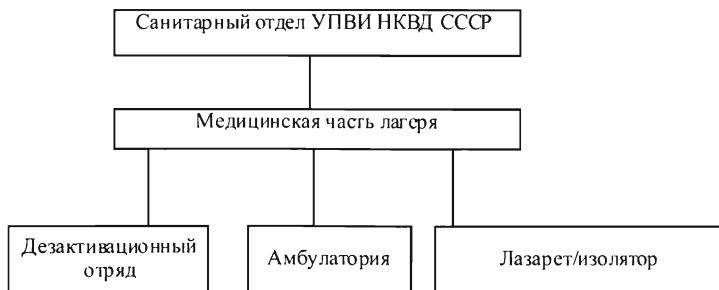 Санитарный отдел УПВИ НКВД СССР
Медицинская часть лагеря
Дезактивационный
отряд
Амбулатория
Лазарет/изолятор